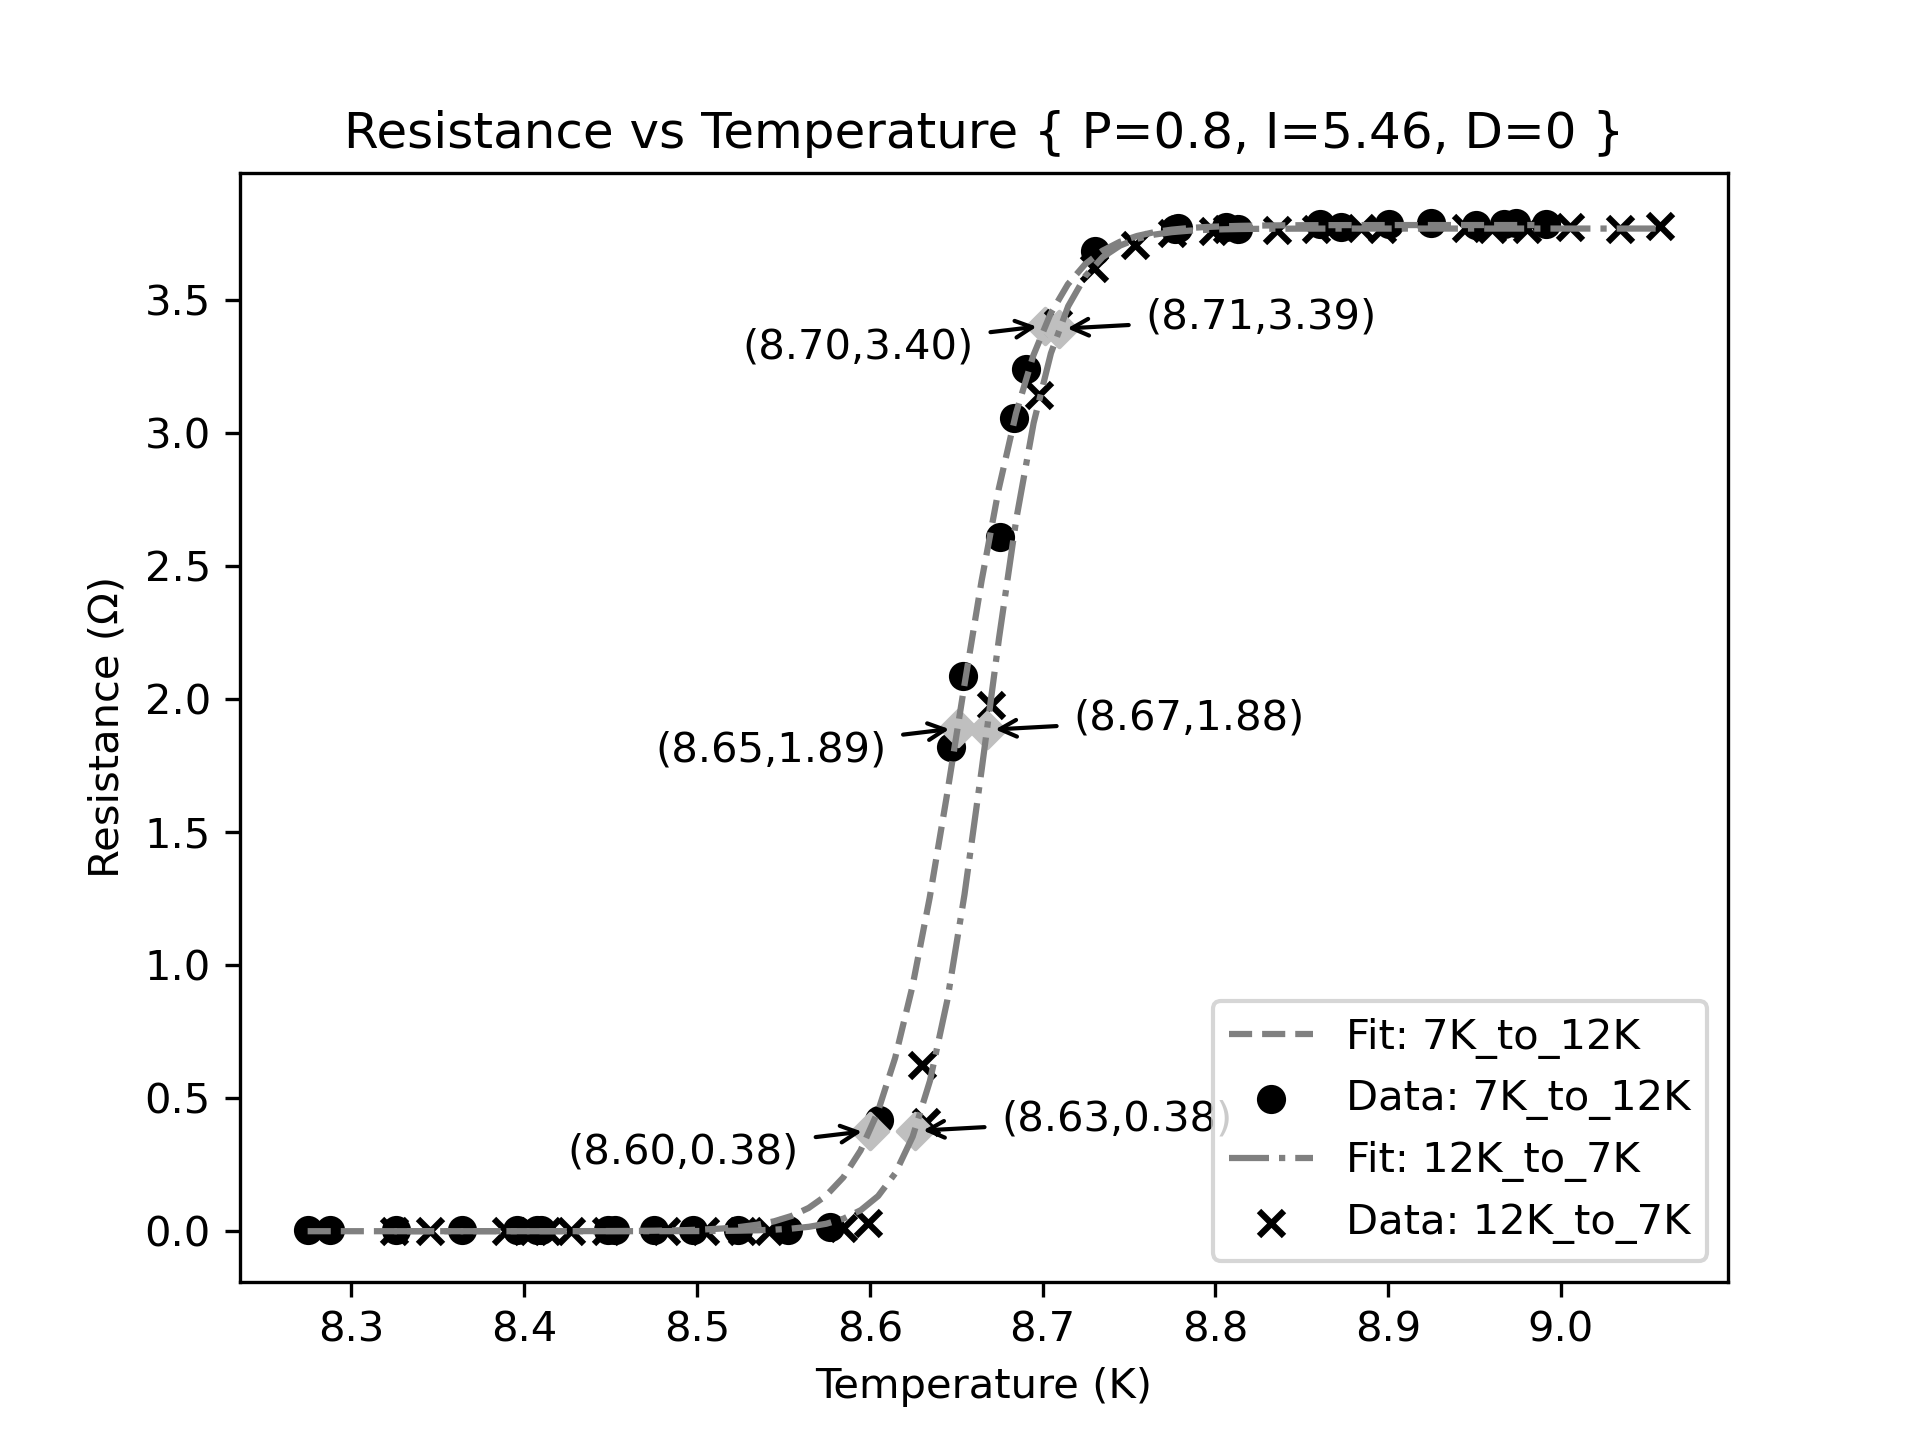 Resistance vs Temperature { P=0.8, I=5.46, D=0 }
Resistance (Ω)
3.5
3.0
2.5
2.0
1.5
1.0
0.5
0.0
(8.70,3.40)
(8.71,3.39)
(8.65,1.89)
(8.67,1.88)
(8.60,0.38)
(8.63,0.38)
Fit: 7K_to_12K
Data: 7K_to_12K
Fit: 12K_to_7K
Data: 12K_to_7K
8.3 8.4 8.5 8.6 8.7 8.8 8.9 9.0
Temperature (K)